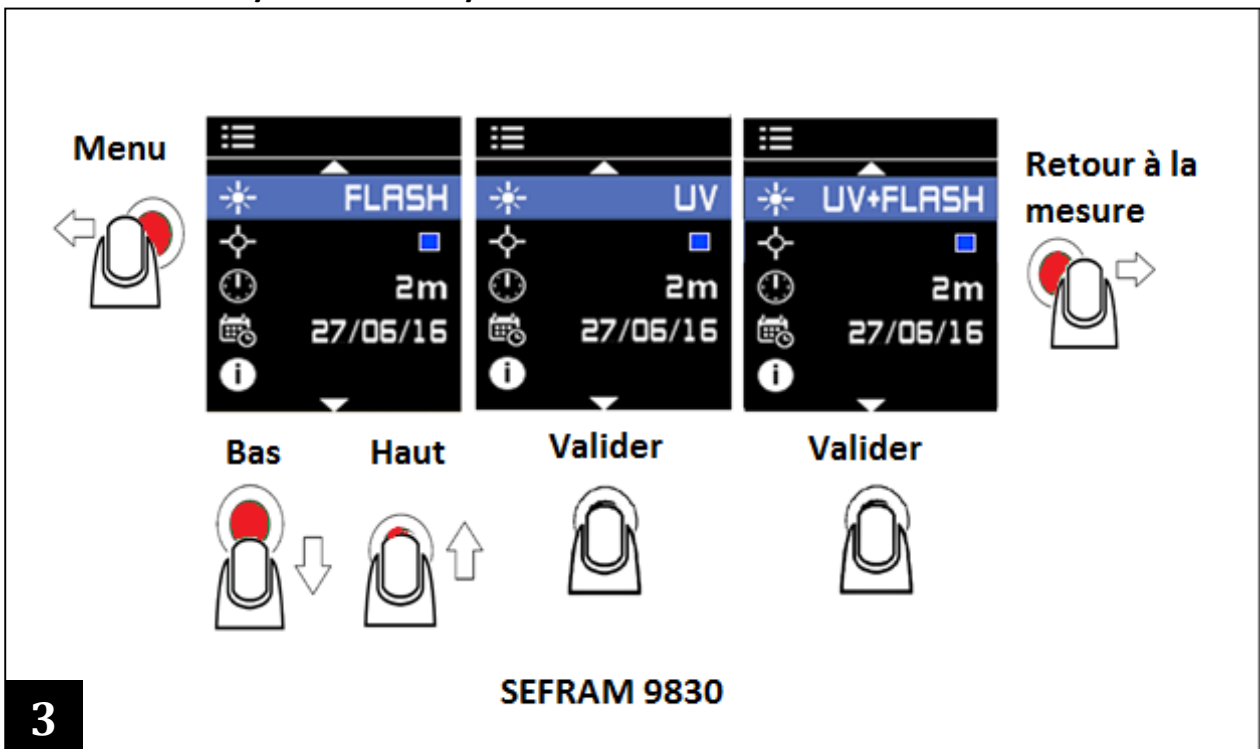 Menu
FLASH
2m
27/06/16
i
UV
2m
27/06/16
i
UV+FLASH
2m
27/06/16
i
Retour à la
mesure
Bas
Haut
Valider
Valider
SEFRAM 9830
3